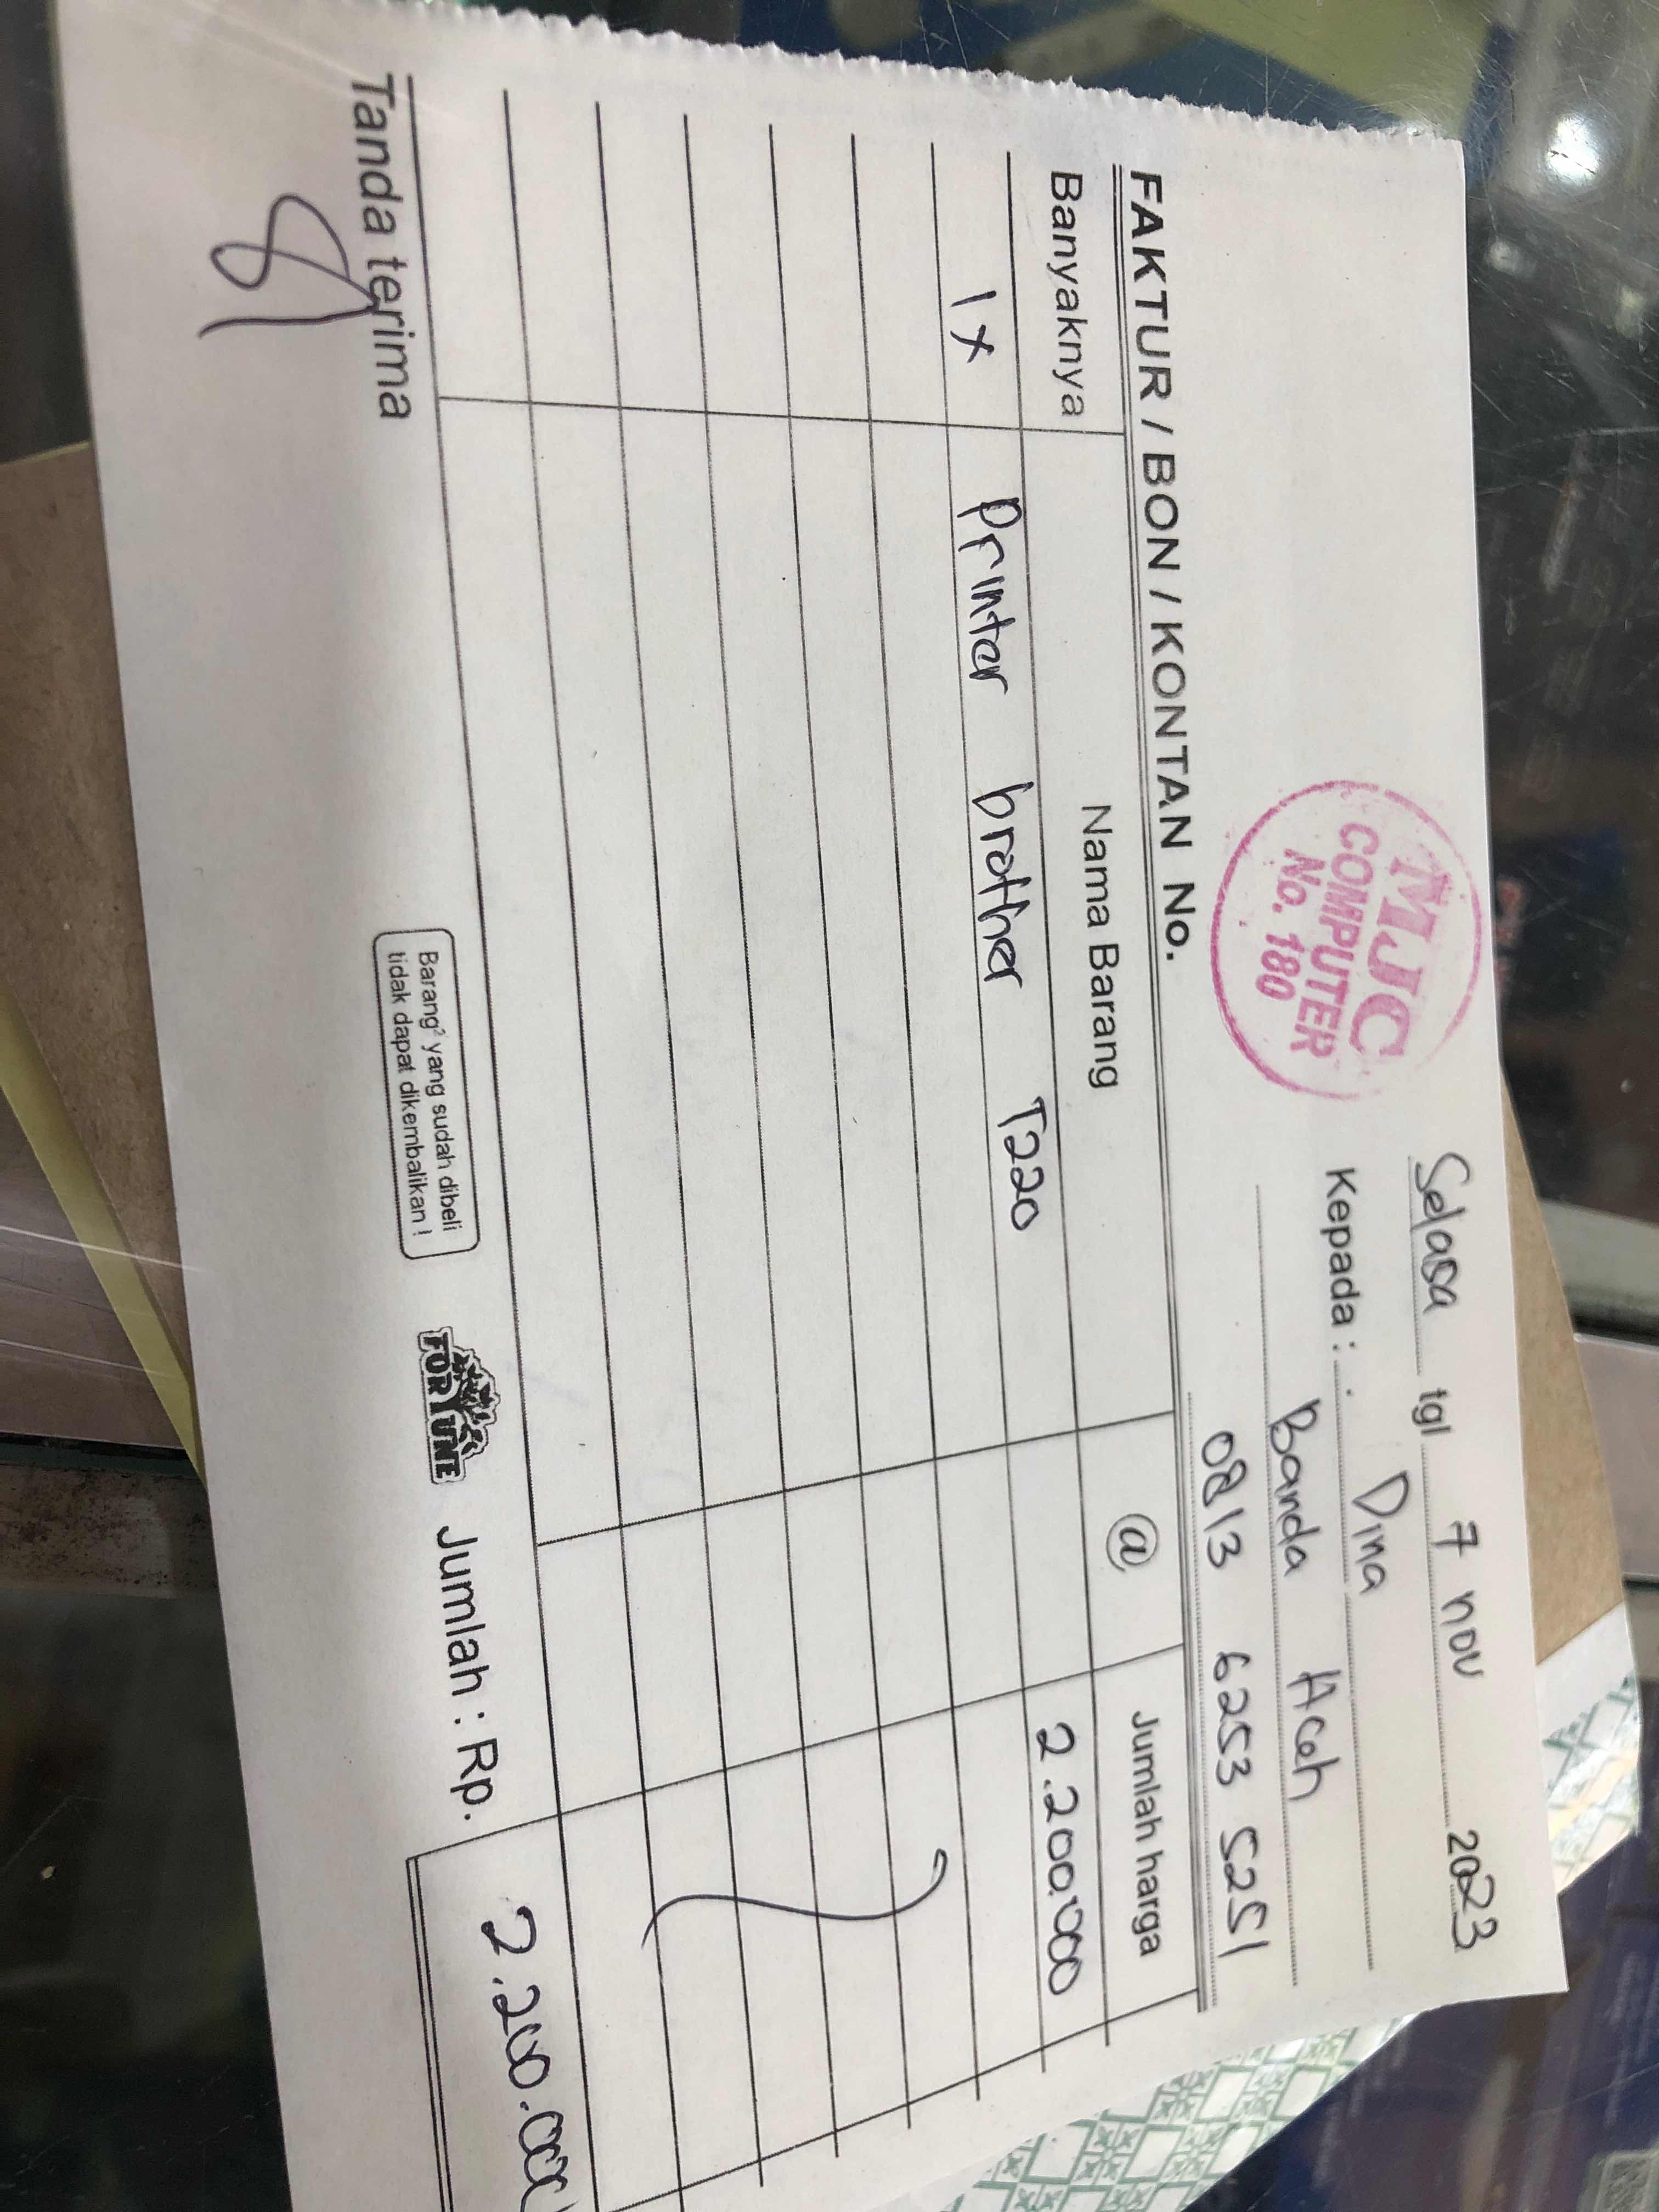 Selasa tgl 7 nov 2023
MJC
COMPUTER
No. 180
Kepada : Dina
Banda Aceh
0813 6253 5251
FAKTUR / BON / KONTAN No.
Banyaknya Nama Barang @ Jumlah harga
1x Printer brother T220 2.200.000
Tanda terima
Barang² yang sudah dibeli
tidak dapat dikembalikan !
FORTUNE
Jumlah : Rp. 2.200.000